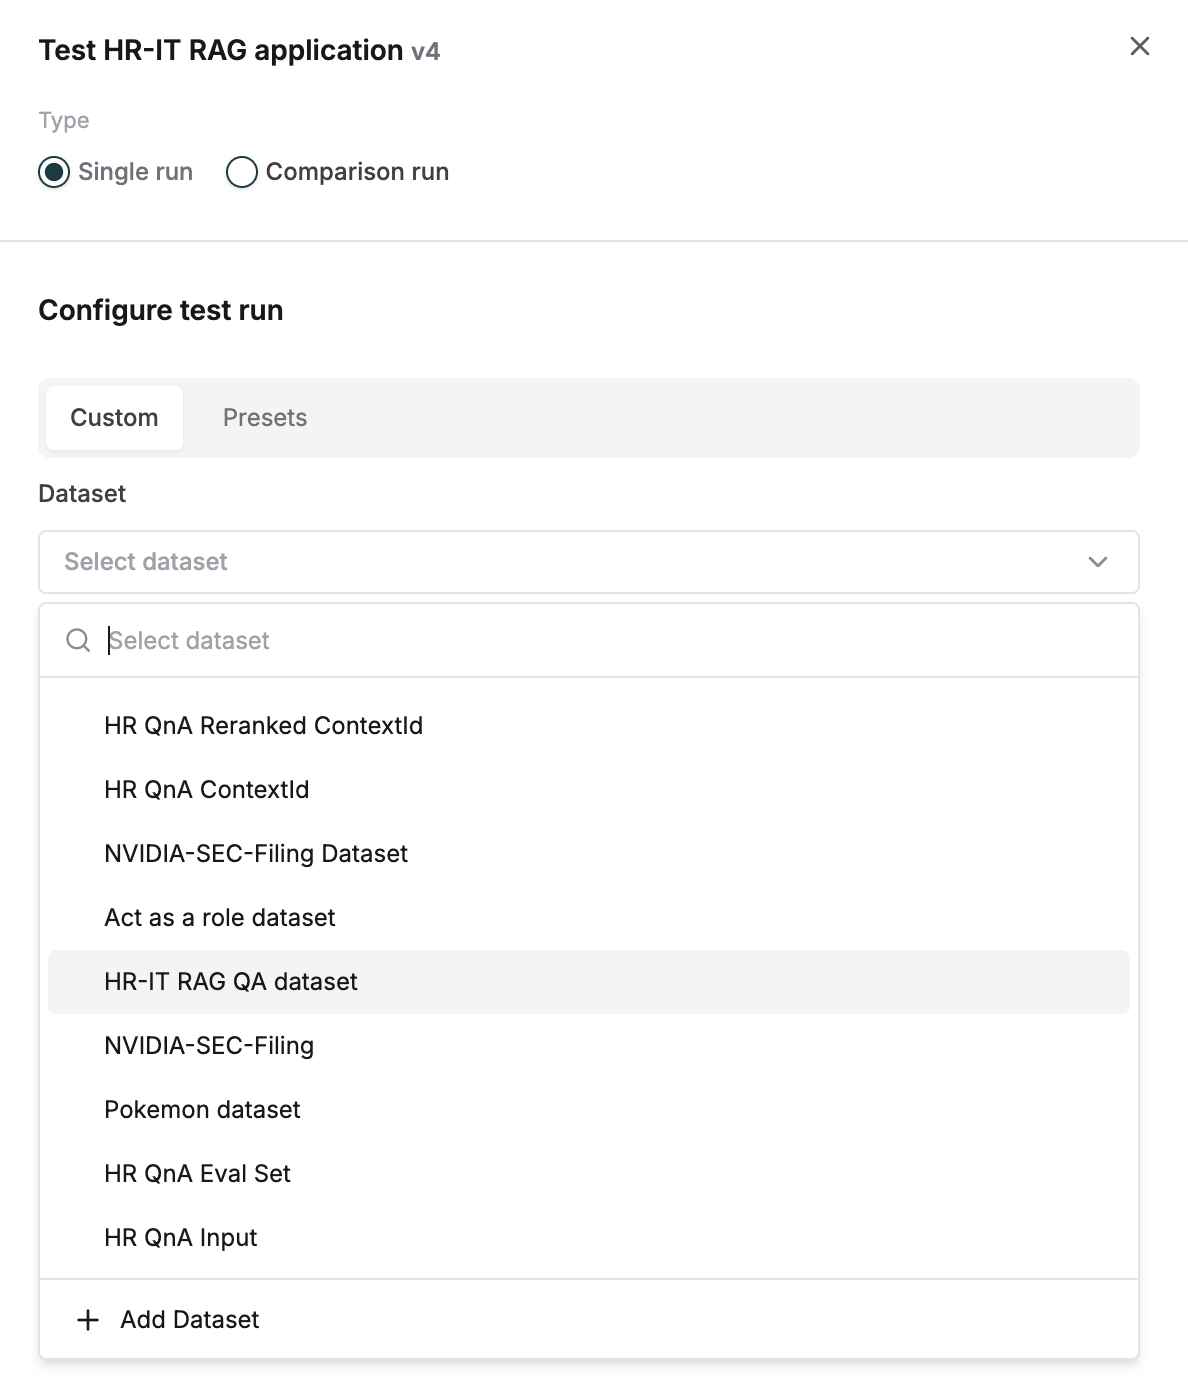 Test HR-IT RAG application v4
Type
Single run Comparison run
Configure test run
Custom Presets
Dataset
Select dataset
Select dataset
HR QnA Reranked ContextId
HR QnA ContextId
NVIDIA-SEC-Filing Dataset
Act as a role dataset
HR-IT RAG QA dataset
NVIDIA-SEC-Filing
Pokemon dataset
HR QnA Eval Set
HR QnA Input
Add Dataset